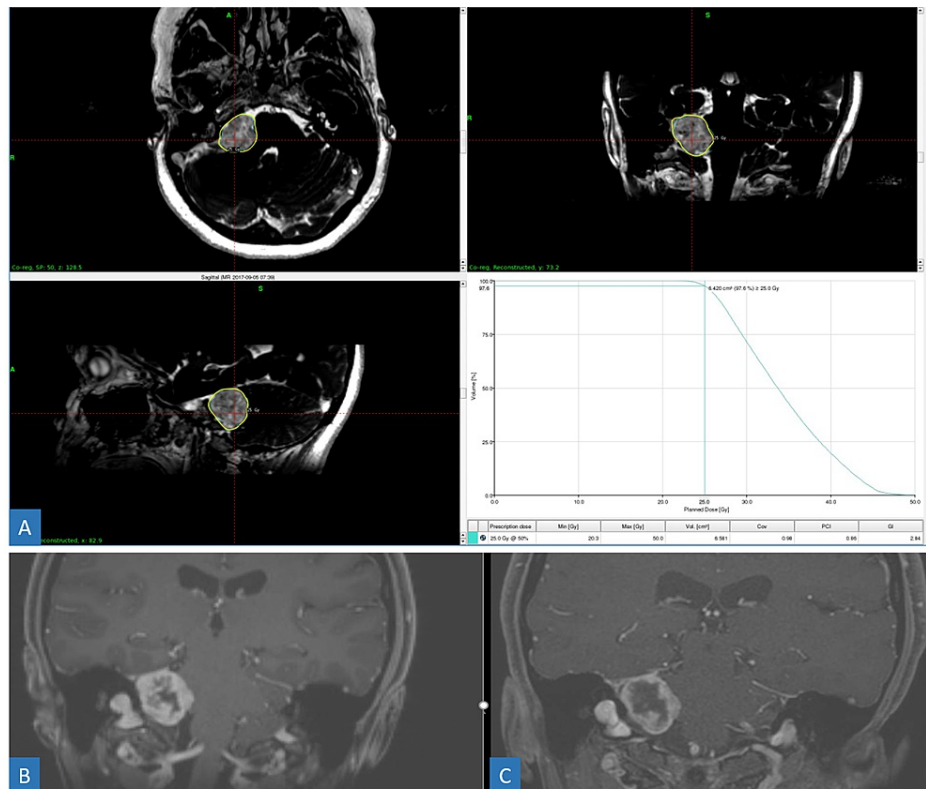 A
S
R
R
Co-reg, SP: 50, z: 128.5
Co-reg, Reconstructed, y: 73.2
Sagittal (MR 2017-09-05 07:39)
S
A
25 Gy
Reconstructed, x: 82.9
100.0
97.6
75.0
50.0
25.0
0.0
Volume [%]
6.420 cm³ (97.6 %) ≥ 25.0 Gy
0.0 10.0 20.0 25.0 30.0 40.0 50.0
Planned Dose [Gy]
Prescription dose Min [Gy] Max [Gy] Vol. [cm³] Cov PCI GI
25.0 Gy @ 50% 20.3 50.0 6.581 0.98 2.84
A
B
C